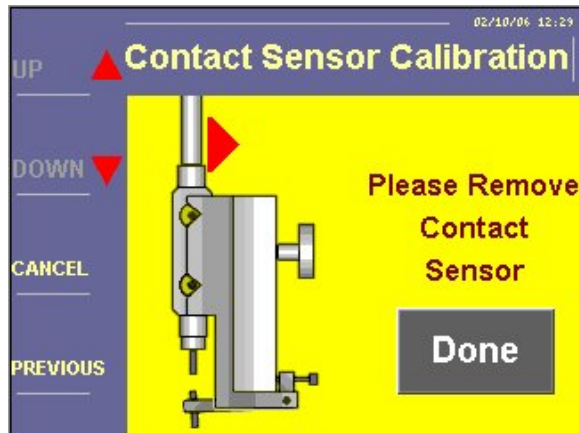 02/10/06 12:29
Contact Sensor Calibration
UP
DOWN
CANCEL
PREVIOUS
Please Remove
Contact
Sensor
Done